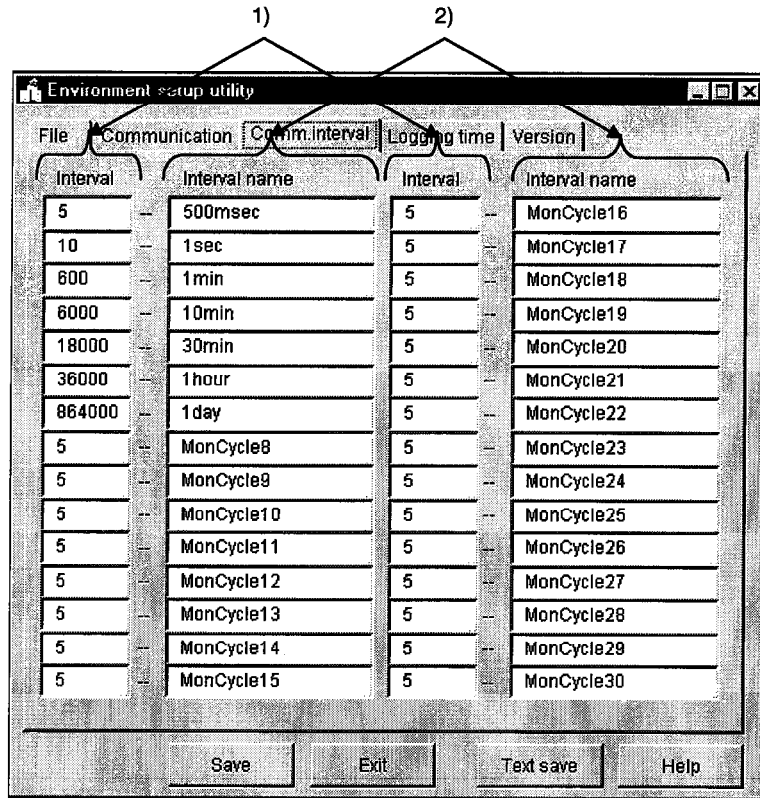 1) 2)
Environment setup utility
File Communication Comm.Interval Logging time Version
Interval Interval name Interval Interval name
5 -- 500msec 5 -- MonCycle16
10 -- 1sec 5 -- MonCycle17
600 -- 1min 5 -- MonCycle18
6000 -- 10min 5 -- MonCycle19
18000 -- 30min 5 -- MonCycle20
36000 -- 1hour 5 -- MonCycle21
864000 -- 1day 5 -- MonCycle22
5 -- MonCycle8 5 -- MonCycle23
5 -- MonCycle9 5 -- MonCycle24
5 -- MonCycle10 5 -- MonCycle25
5 -- MonCycle11 5 -- MonCycle26
5 -- MonCycle12 5 -- MonCycle27
5 -- MonCycle13 5 -- MonCycle28
5 -- MonCycle14 5 -- MonCycle29
5 -- MonCycle15 5 -- MonCycle30
Save Exit Text save Help